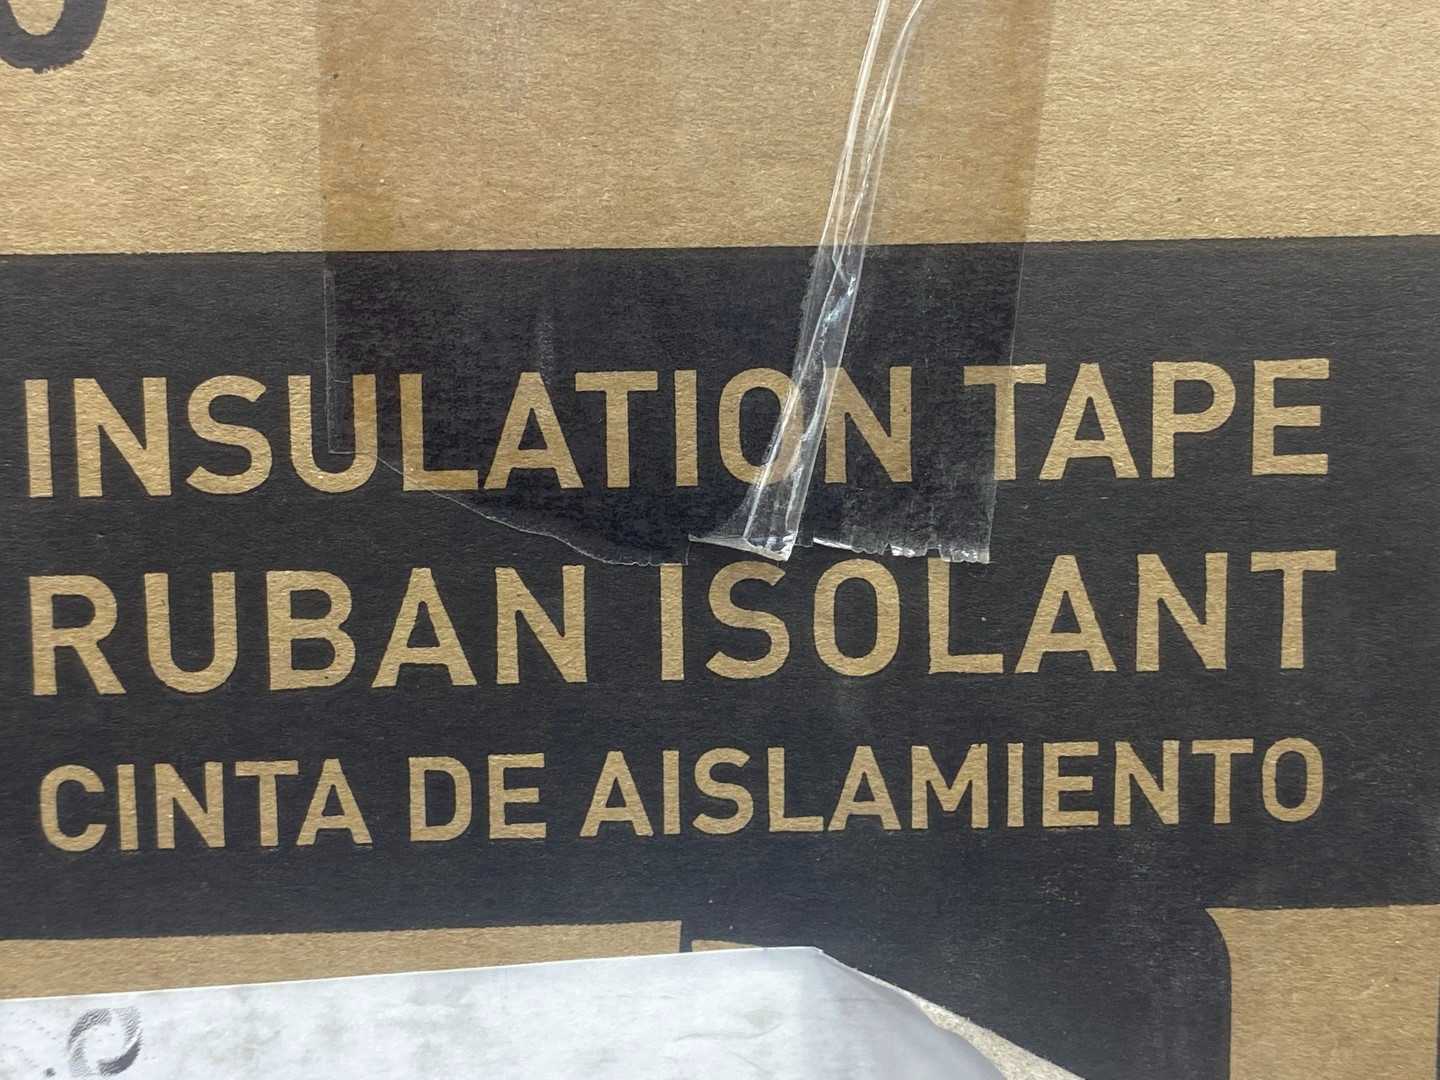 INSULATION TAPE
RUBAN ISOLANT
CINTA DE AISLAMIENTO